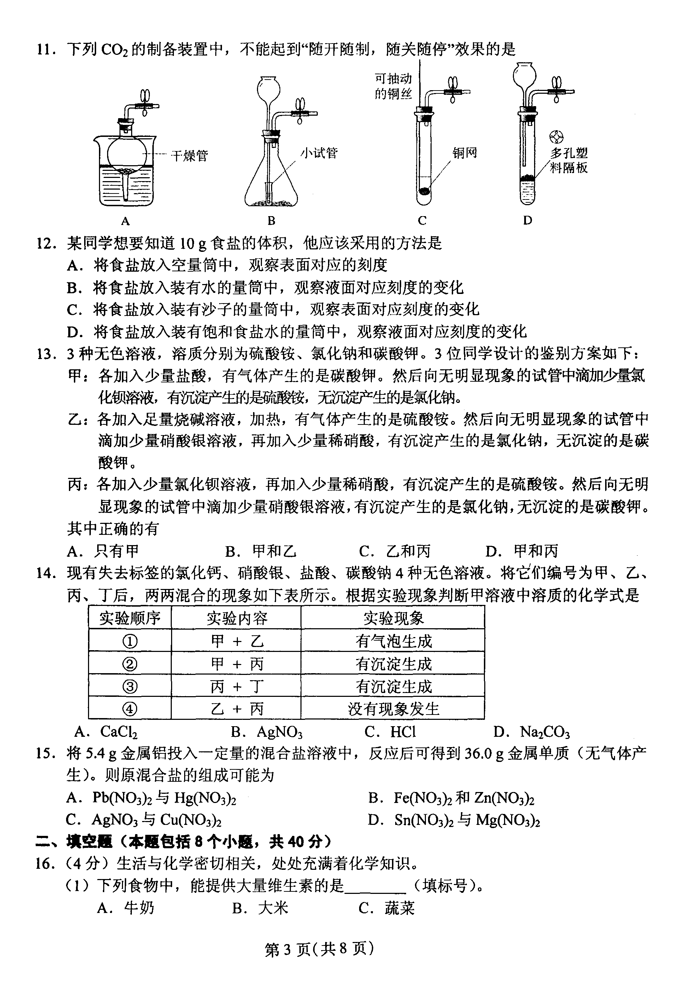 11．下列 CO₂ 的制备装置中，不能起到“随开随制，随关随停”效果的是
可抽动
的铜丝
干燥管
小试管
铜网
多孔塑
料隔板
A B C D
12．某同学想要知道 10 g 食盐的体积，他应该采用的方法是
A．将食盐放入空量筒中，观察表面对应的刻度
B．将食盐放入装有水的量筒中，观察液面对应刻度的变化
C．将食盐放入装有沙子的量筒中，观察表面对应刻度的变化
D．将食盐放入装有饱和食盐水的量筒中，观察液面对应刻度的变化
13．3 种无色溶液，溶质分别为硫酸铵、氯化钠和碳酸钾。3 位同学设计的鉴别方案如下：
甲：各加入少量盐酸，有气体产生的是碳酸钾。然后向无明显现象的试管中滴加少量氯
化钡溶液，有沉淀产生的是硫酸铵，无沉淀产生的是氯化钠。
乙：各加入足量烧碱溶液，加热，有气体产生的是硫酸铵。然后向无明显现象的试管中
滴加少量硝酸银溶液，再加入少量稀硝酸，有沉淀产生的是氯化钠，无沉淀的是碳
酸钾。
丙：各加入少量氯化钡溶液，再加入少量稀硝酸，有沉淀产生的是硫酸铵。然后向无明
显现象的试管中滴加少量硝酸银溶液，有沉淀产生的是氯化钠，无沉淀的是碳酸钾。
其中正确的有
A．只有甲 B．甲和乙 C．乙和丙 D．甲和丙
14．现有失去标签的氯化钙、硝酸银、盐酸、碳酸钠 4 种无色溶液。将它们编号为甲、乙、
丙、丁后，两两混合的现象如下表所示。根据实验现象判断甲溶液中溶质的化学式是
实验顺序 实验内容 实验现象
① 甲 + 乙 有气泡生成
② 甲 + 丙 有沉淀生成
③ 丙 + 丁 有沉淀生成
④ 乙 + 丙 没有现象发生
A．CaCl₂ B．AgNO₃ C．HCl D．Na₂CO₃
15．将 5.4 g 金属铝投入一定量的混合盐溶液中，反应后可得到 36.0 g 金属单质（无气体产
生）。则原混合盐的组成可能为
A．Pb(NO₃)₂ 与 Hg(NO₃)₂ B．Fe(NO₃)₂ 和 Zn(NO₃)₂
C．AgNO₃ 与 Cu(NO₃)₂ D．Sn(NO₃)₂ 与 Mg(NO₃)₂
二、填空题（本题包括 8 个小题，共 40 分）
16．（4 分）生活与化学密切相关，处处充满着化学知识。
（1）下列食物中，能提供大量维生素的是________（填标号）。
A．牛奶 B．大米 C．蔬菜
第 3 页(共 8 页)